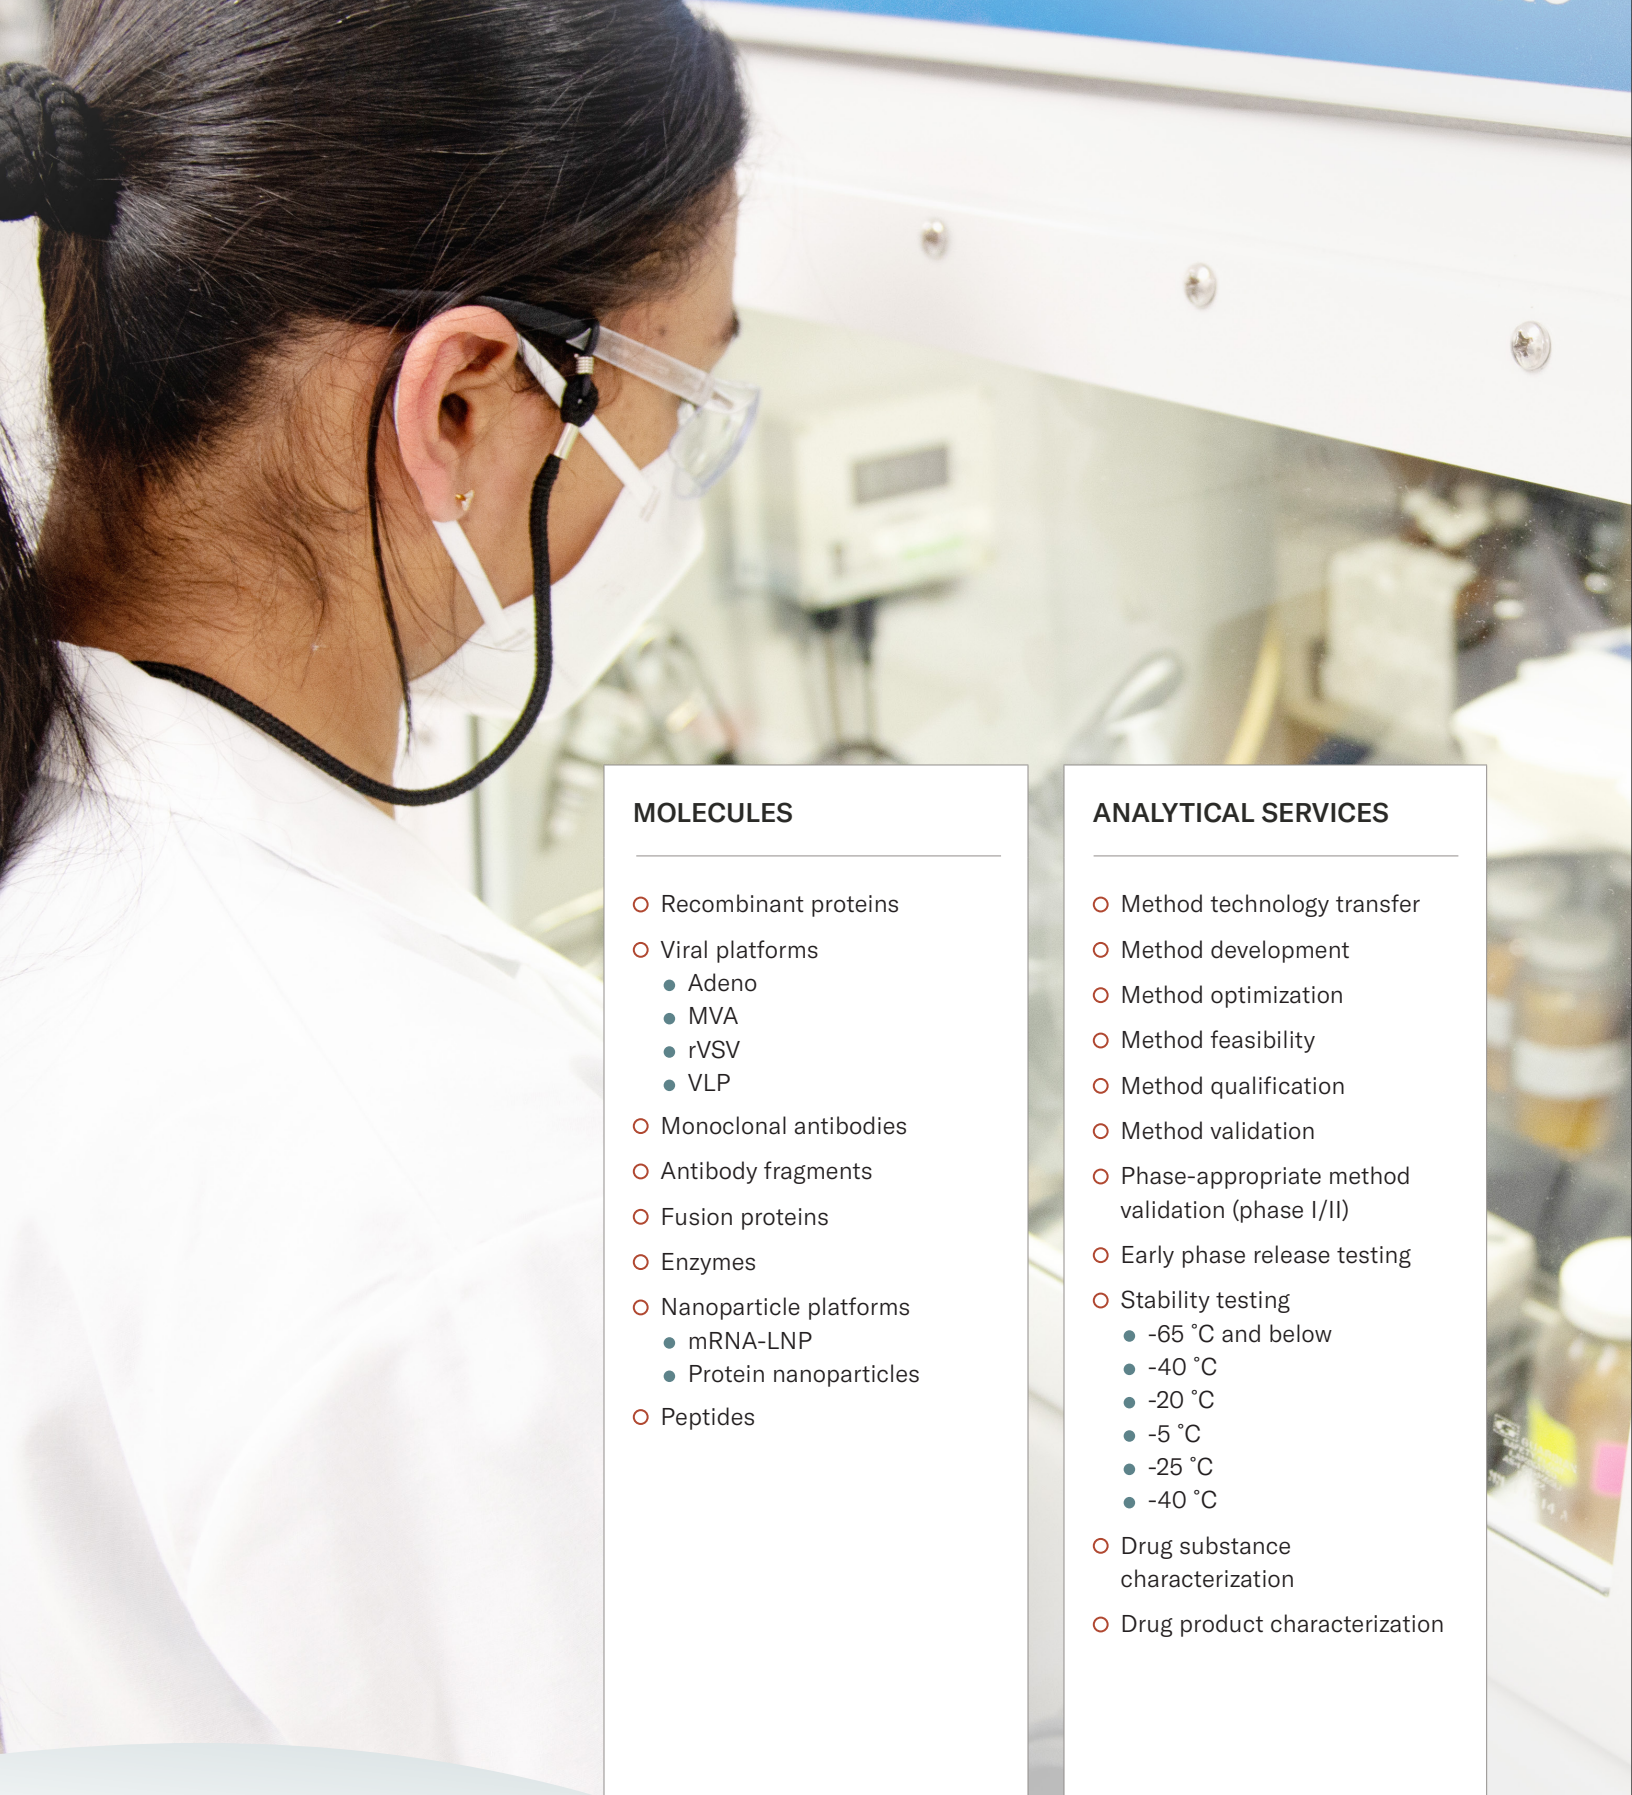 MOLECULES
Recombinant proteins
Viral platforms
Adeno
MVA
rVSV
VLP
Monoclonal antibodies
Antibody fragments
Fusion proteins
Enzymes
Nanoparticle platforms
mRNA-LNP
Protein nanoparticles
Peptides
ANALYTICAL SERVICES
Method technology transfer
Method development
Method optimization
Method feasibility
Method qualification
Method validation
Phase-appropriate method
validation (phase I/II)
Early phase release testing
Stability testing
-65 ˚C and below
-40 ˚C
-20 ˚C
-5 ˚C
-25 ˚C
-40 ˚C
Drug substance
characterization
Drug product characterization